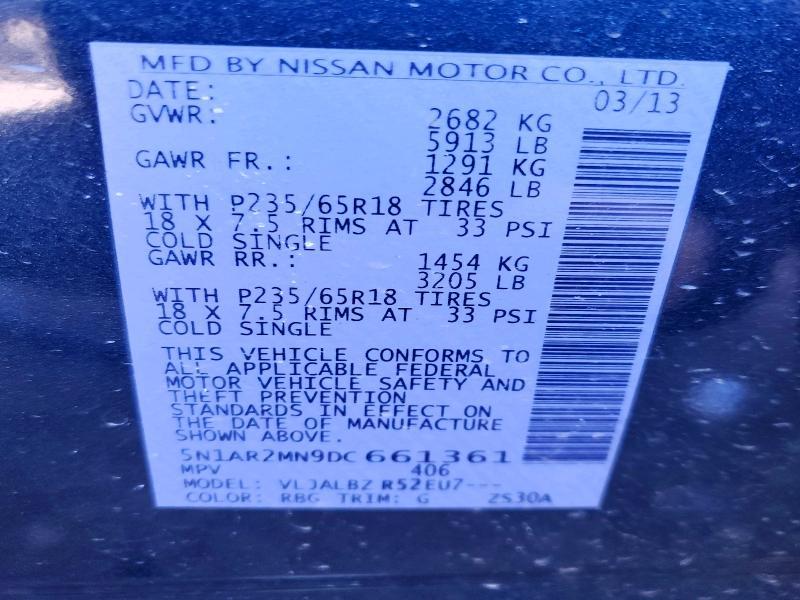 MFD BY NISSAN MOTOR CO., LTD.
DATE: 03/13
GVWR: 2682 KG
5913 LB
GAWR FR.: 1291 KG
2846 LB
WITH P235/65R18 TIRES
18 X 7.5 RIMS AT 33 PSI
COLD SINGLE
GAWR RR.: 1454 KG
3205 LB
WITH P235/65R18 TIRES
18 X 7.5 RIMS AT 33 PSI
COLD SINGLE
THIS VEHICLE CONFORMS TO
ALL APPLICABLE FEDERAL
MOTOR VEHICLE SAFETY AND
THEFT PREVENTION
STANDARDS IN EFFECT ON
THE DATE OF MANUFACTURE
SHOWN ABOVE.
5N1AR2MN9DC661361
MPV 406
MODEL: VLJALBZ R52EU7---
COLOR: RBG TRIM: G ZS30A